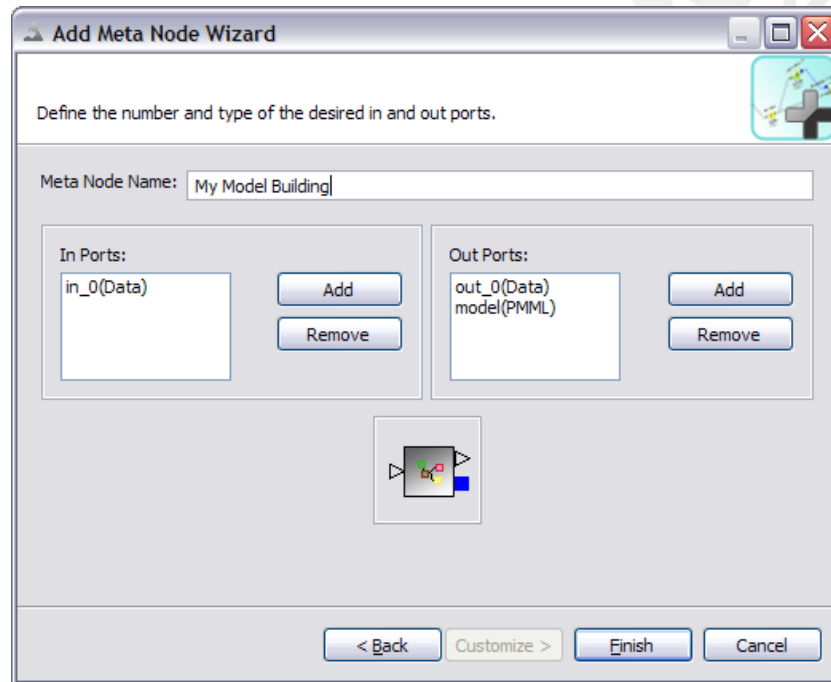 Add Meta Node Wizard
Define the number and type of the desired in and out ports.
Meta Node Name: My Model Building
In Ports:
in_0(Data)
Add
Remove
Out Ports:
out_0(Data)
model(PMML)
Add
Remove
< Back Customize > Finish Cancel